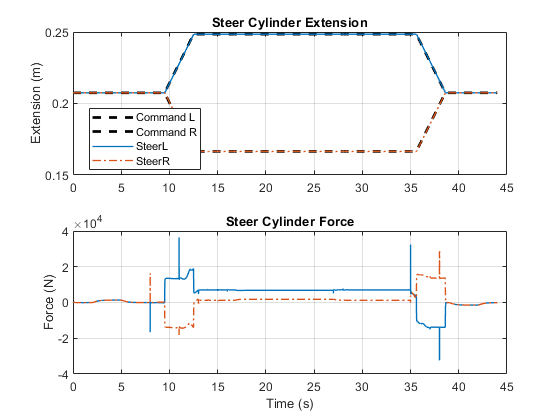 Steer Cylinder Extension
0.25
0.2
0.15
Extension (m)
Command L
Command R
SteerL
SteerR
0 5 10 15 20 25 30 35 40 45
Steer Cylinder Force
×10⁴
4
2
0
-2
-4
Force (N)
0 5 10 15 20 25 30 35 40 45
Time (s)